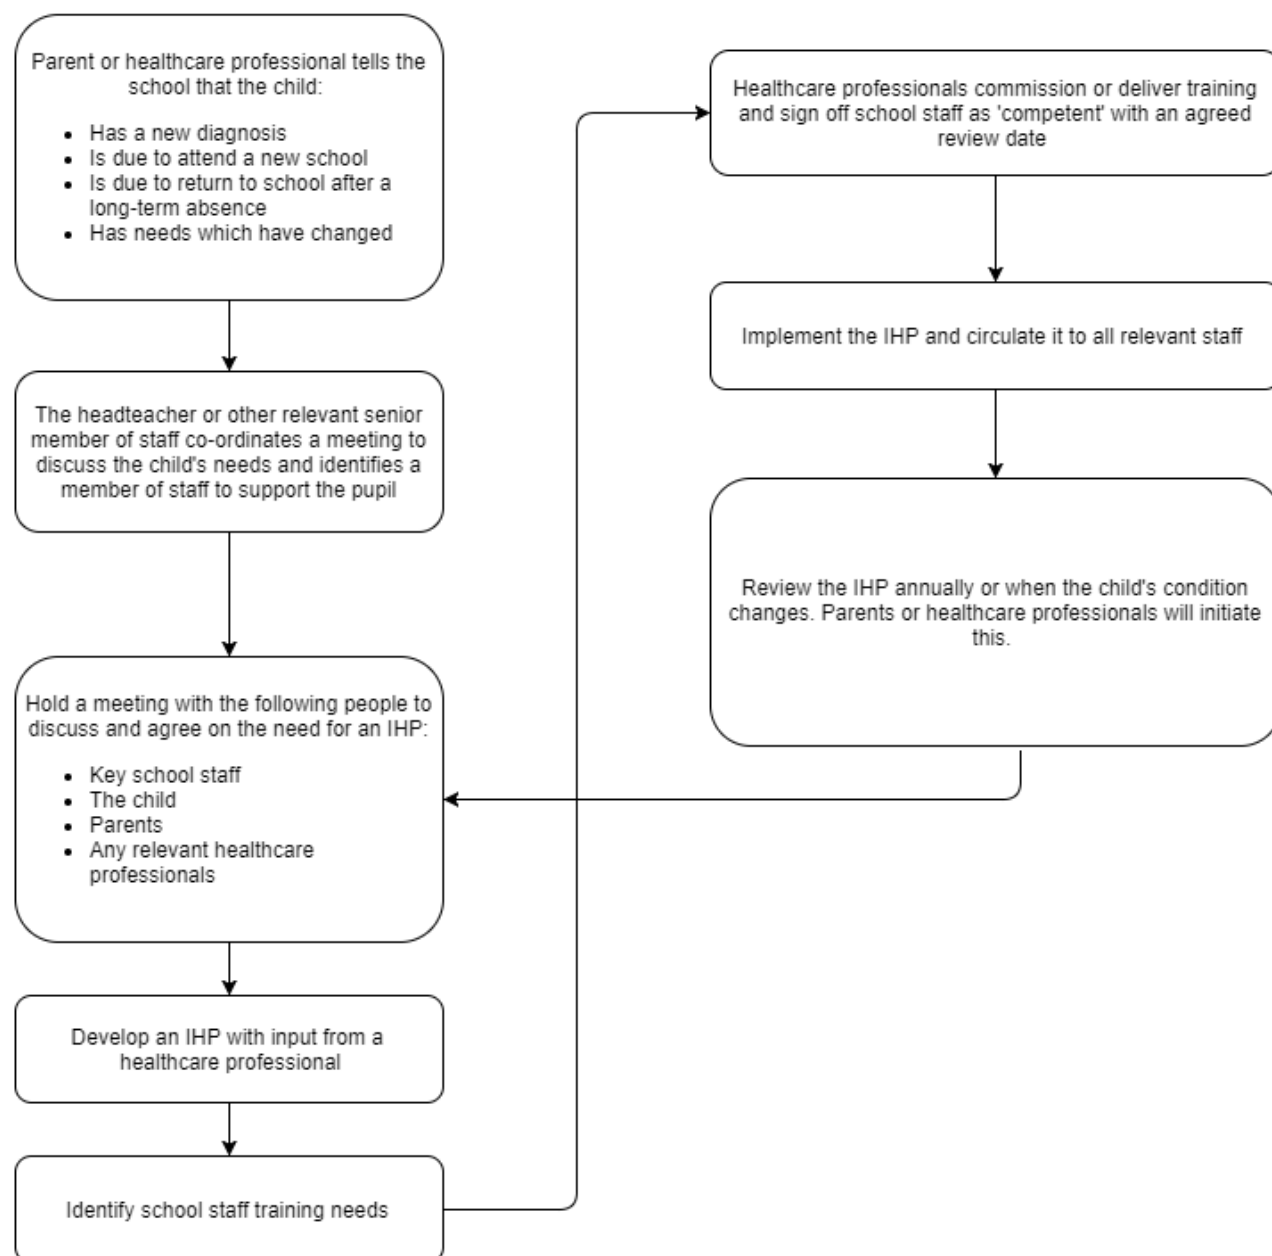 Parent or healthcare professional tells the
school that the child:
• Has a new diagnosis
• Is due to attend a new school
• Is due to return to school after a
long-term absence
• Has needs which have changed
The headteacher or other relevant senior
member of staff co-ordinates a meeting to
discuss the child's needs and identifies a
member of staff to support the pupil
Hold a meeting with the following people to
discuss and agree on the need for an IHP:
• Key school staff
• The child
• Parents
• Any relevant healthcare
professionals
Develop an IHP with input from a
healthcare professional
Identify school staff training needs
Healthcare professionals commission or deliver training
and sign off school staff as 'competent' with an agreed
review date
Implement the IHP and circulate it to all relevant staff
Review the IHP annually or when the child's condition
changes. Parents or healthcare professionals will initiate
this.